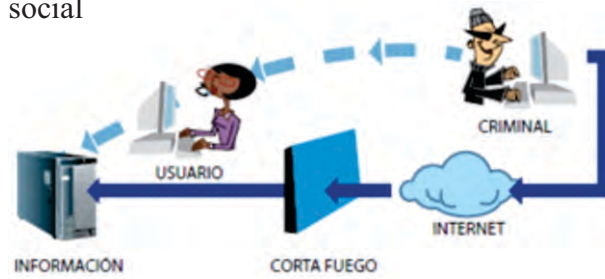 social
CRIMINAL
USUARIO
INTERNET
INFORMACIÓN
CORTA FUEGO